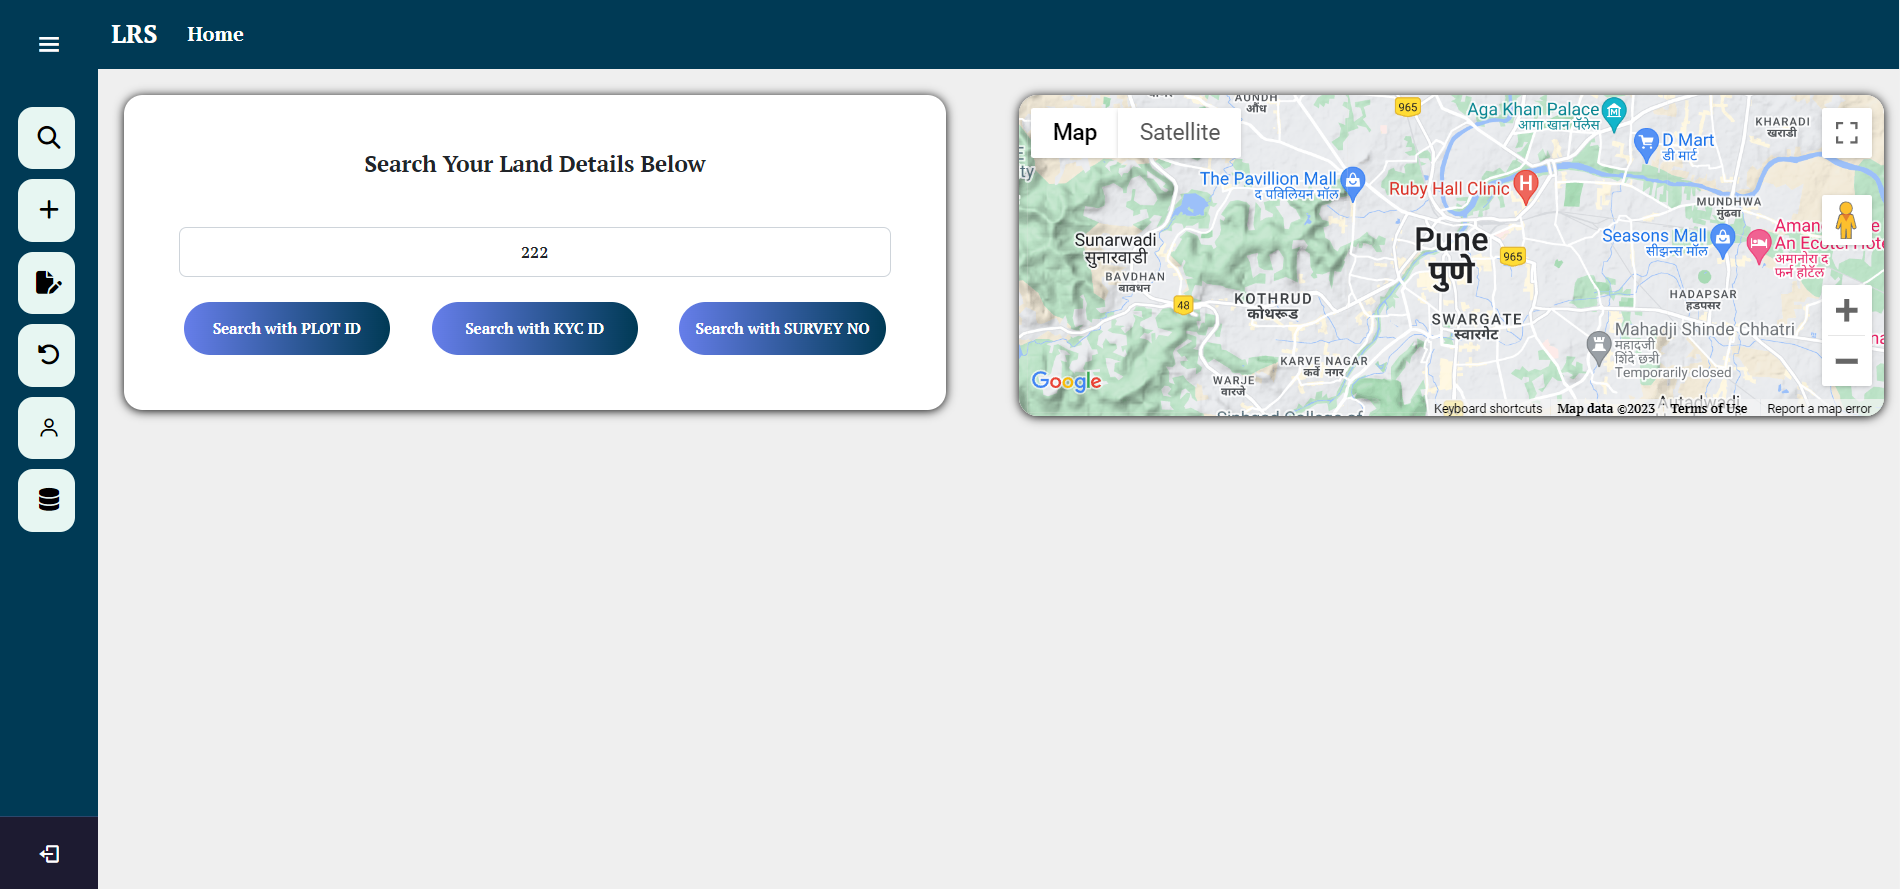 LRS Home
Search Your Land Details Below
222
Search with PLOT ID
Search with KYC ID
Search with SURVEY NO
Map
Satellite
AUNDH
औंध
965
Aga Khan Palace
आगा खान पॅलेस
KHARADI
खराडी
D Mart
डी मार्ट
The Pavillion Mall
द पविलियन मॉल
Ruby Hall Clinic
MUNDHWA
मुंढवा
Sunarwadi
सुनारवाडी
Pune
पुणे
965
Seasons Mall
सीझन्स मॉल
An
अमानोरा द
फर्न होटॅल
BAVDHAN
बावधन
48
KOTHRUD
कोथरूड
HADAPSAR
हडपसर
SWARGATE
स्वारगेट
Mahadji Shinde Chhatri
महादजी
शिंदे छत्री
Temporarily closed
KARVE NAGAR
कर्वे नगर
WARJE
वारजे
Google
Sinhgad College of
Keyboard shortcuts
Map data ©2023
Terms of Use
Report a map error